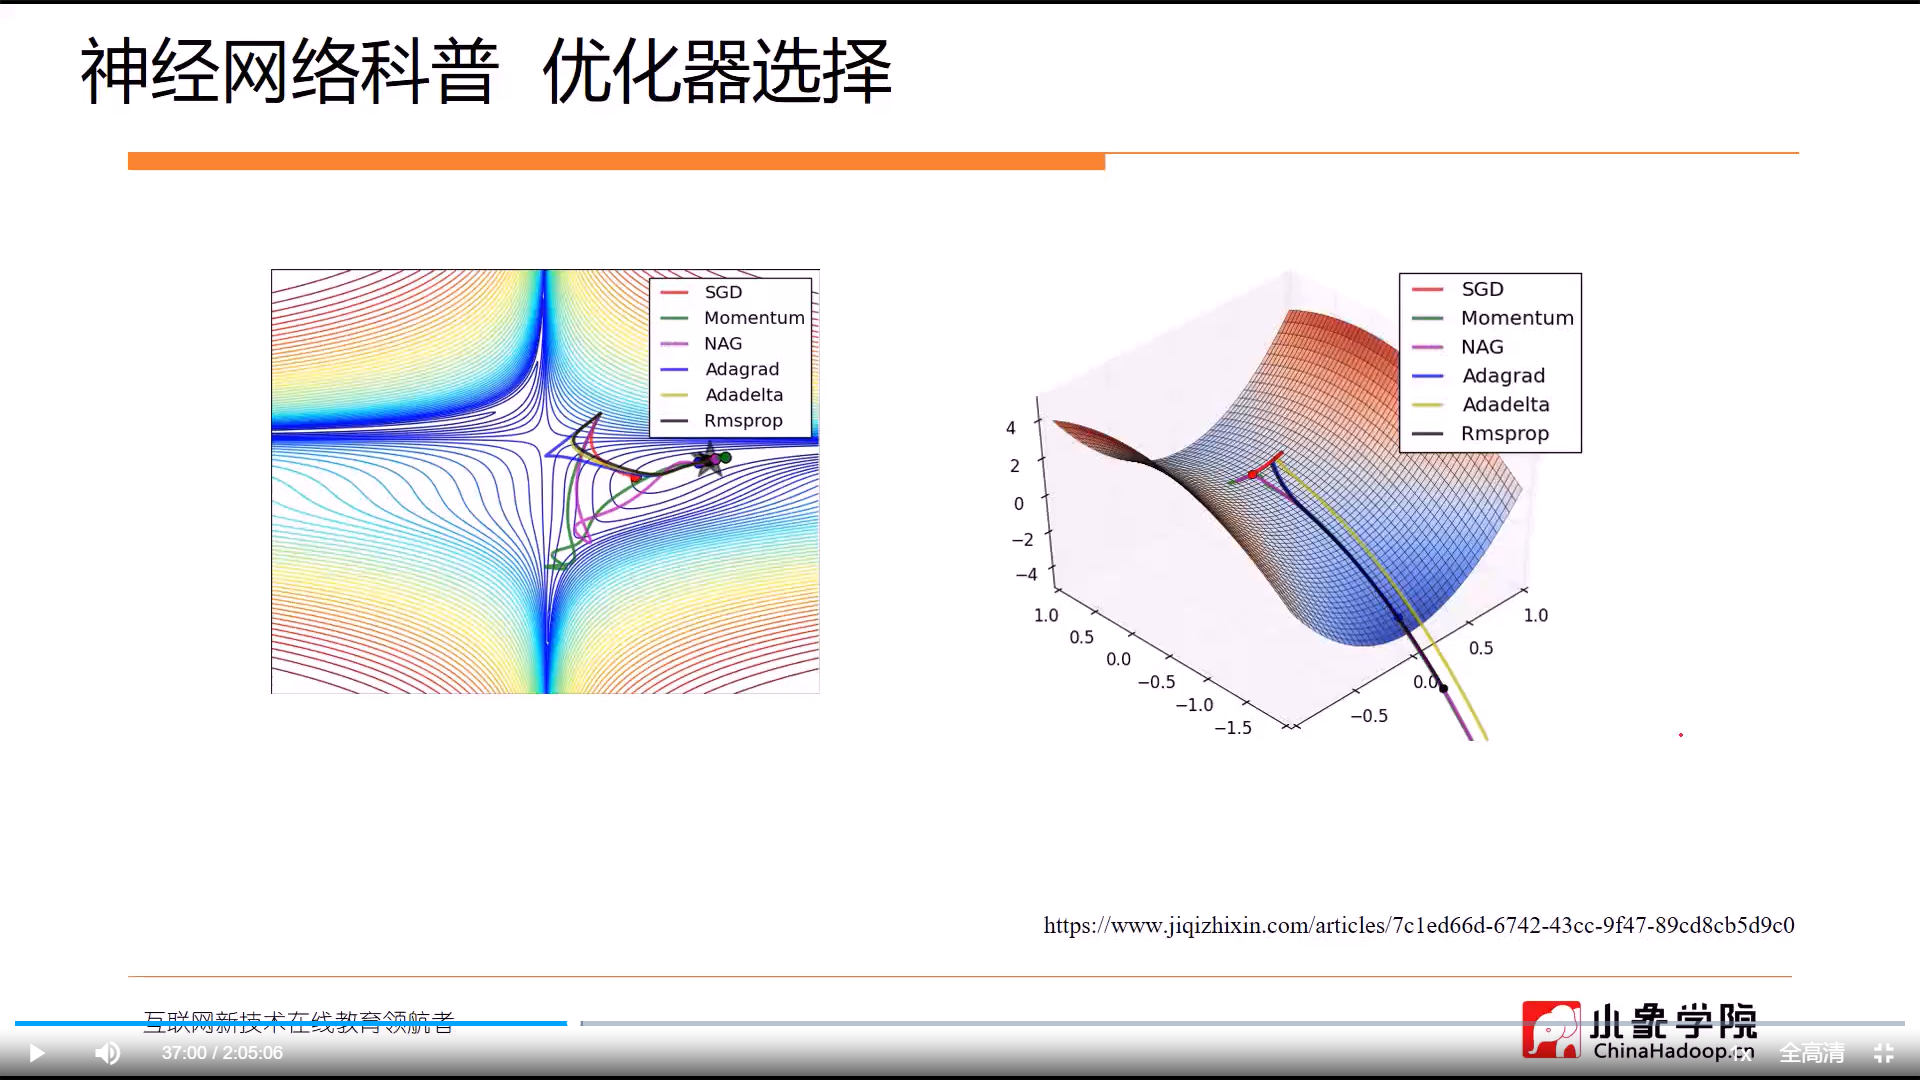 神经网络科普 优化器选择
SGD
Momentum
NAG
Adagrad
Adadelta
Rmsprop
SGD
Momentum
NAG
Adagrad
Adadelta
Rmsprop
4
2
0
−2
−4
1.0
0.5
0.0
−0.5
−1.0
−1.5
−0.5
0.0
0.5
1.0
https://www.jiqizhixin.com/articles/7c1ed66d-6742-43cc-9f47-89cd8cb5d9c0
互联网新技术在线教育领航者
小象学院
ChinaHadoop.cn
37:00 / 2:05:06
1x
全高清